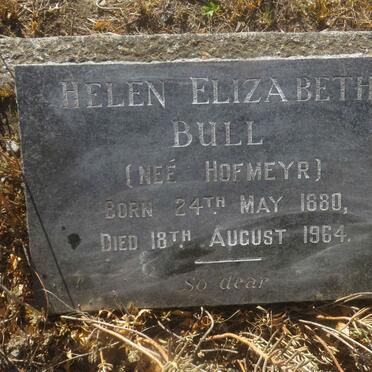 HELEN ELIZABETH
BULL
(NEÉ HOFMEYR)
BORN 24TH. MAY 1880,
DIED 18TH AUGUST 1964.
So dear